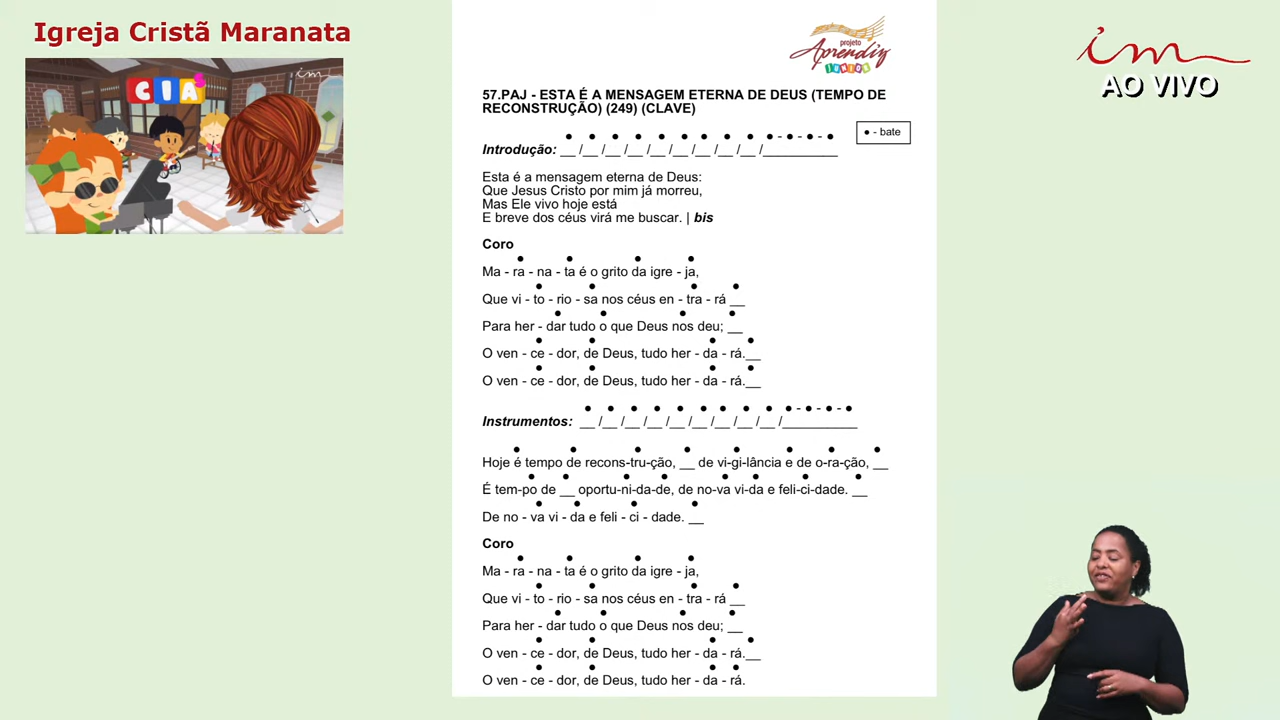 Igreja Cristã Maranata
CIAS
im
projeto
Aprendiz
JÚNIOR
im
AO VIVO
57.PAJ - ESTA É A MENSAGEM ETERNA DE DEUS (TEMPO DE
RECONSTRUÇÃO) (249) (CLAVE)
● - bate
Introdução: __ /__ /__ /__ /__ /__ /__ /__ /__ /__________
Esta é a mensagem eterna de Deus:
Que Jesus Cristo por mim já morreu,
Mas Ele vivo hoje está
E breve dos céus virá me buscar. | bis
Coro
Ma - ra - na - ta é o grito da igre - ja,
Que vi - to - rio - sa nos céus en - tra - rá __
Para her - dar tudo o que Deus nos deu; __
O ven - ce - dor, de Deus, tudo her - da - rá.__
O ven - ce - dor, de Deus, tudo her - da - rá.__
Instrumentos: __ /__ /__ /__ /__ /__ /__ /__ /__ /__________
Hoje é tempo de recons-tru-ção, __ de vi-gi-lância e de o-ra-ção, __
É tem-po de __ oportu-ni-da-de, de no-va vi-da e feli-ci-dade. __
De no - va vi - da e feli - ci - dade. __
Coro
Ma - ra - na - ta é o grito da igre - ja,
Que vi - to - rio - sa nos céus en - tra - rá __
Para her - dar tudo o que Deus nos deu; __
O ven - ce - dor, de Deus, tudo her - da - rá.__
O ven - ce - dor, de Deus, tudo her - da - rá.